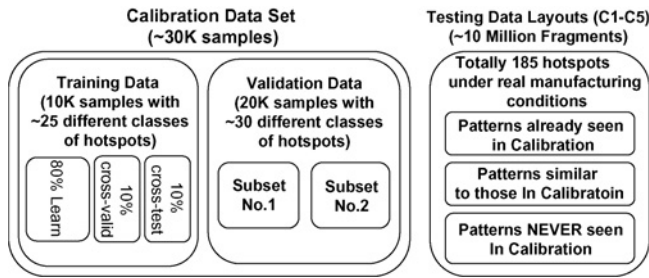 Calibration Data Set
(~30K samples)
Training Data
(10K samples with
~25 different classes
of hotspots)
80% Learn
10%
cross-valid
10%
cross-test
Validation Data
(20K samples with
~30 different classes
of hotspots)
Subset
No.1
Subset
No.2
Testing Data Layouts (C1-C5)
(~10 Million Fragments)
Totally 185 hotspots
under real manufacturing
conditions
Patterns already seen
in Calibration
Patterns similar
to those In Calibratoin
Patterns NEVER seen
In Calibration